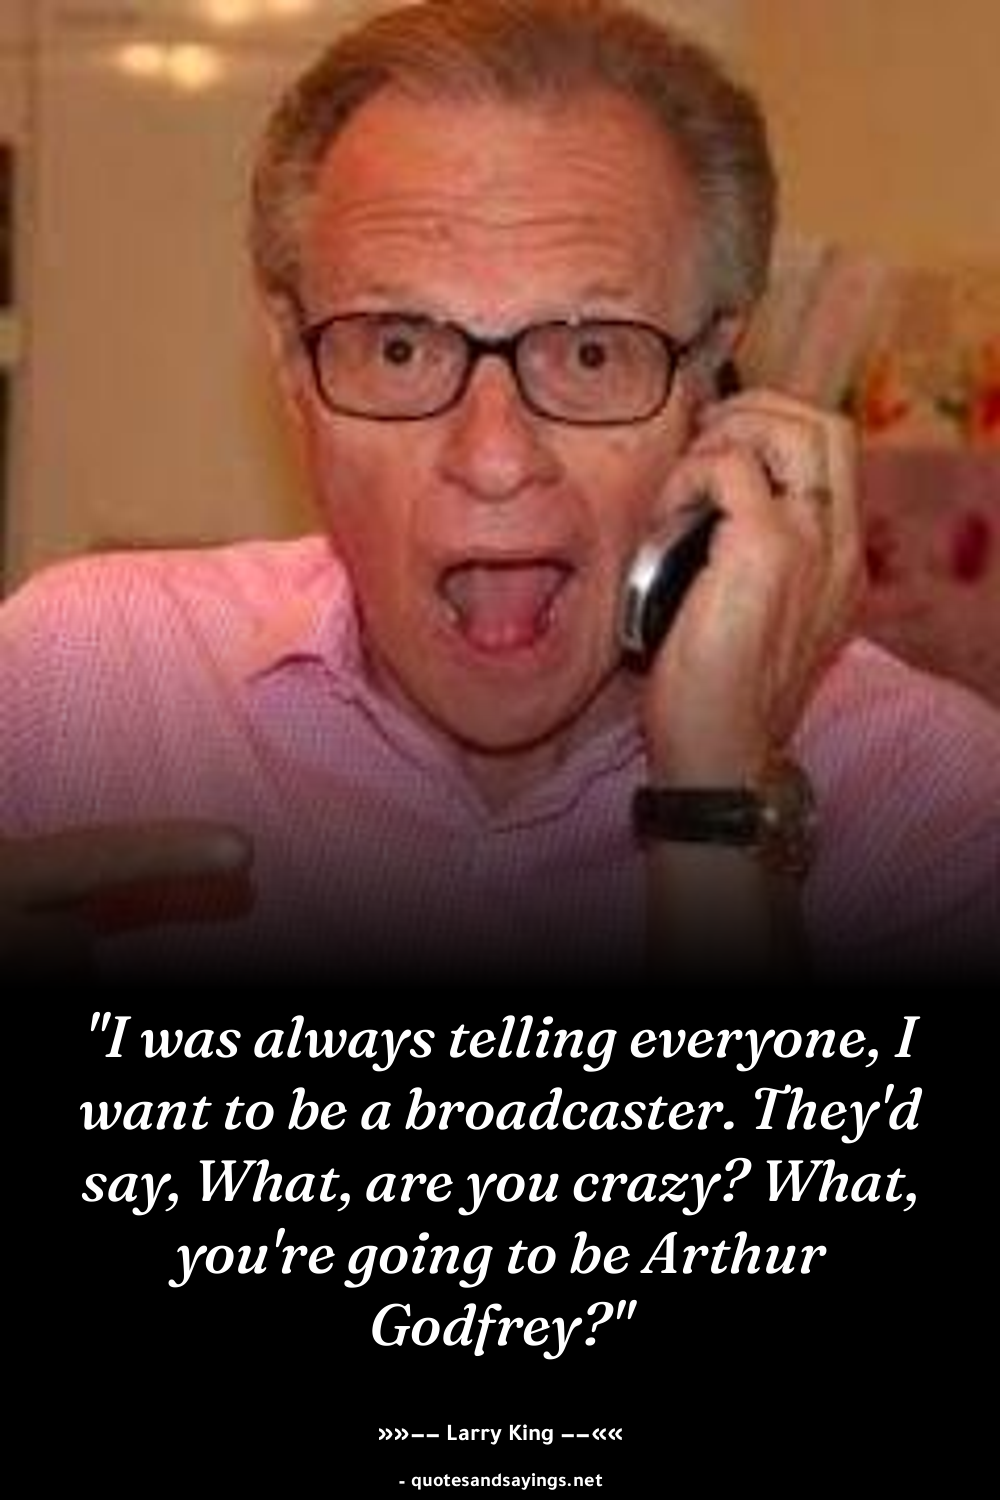 "I was always telling everyone, I
want to be a broadcaster. They'd
say, What, are you crazy? What,
you're going to be Arthur
Godfrey?"
»»−− Larry King −−««
- quotesandsayings.net